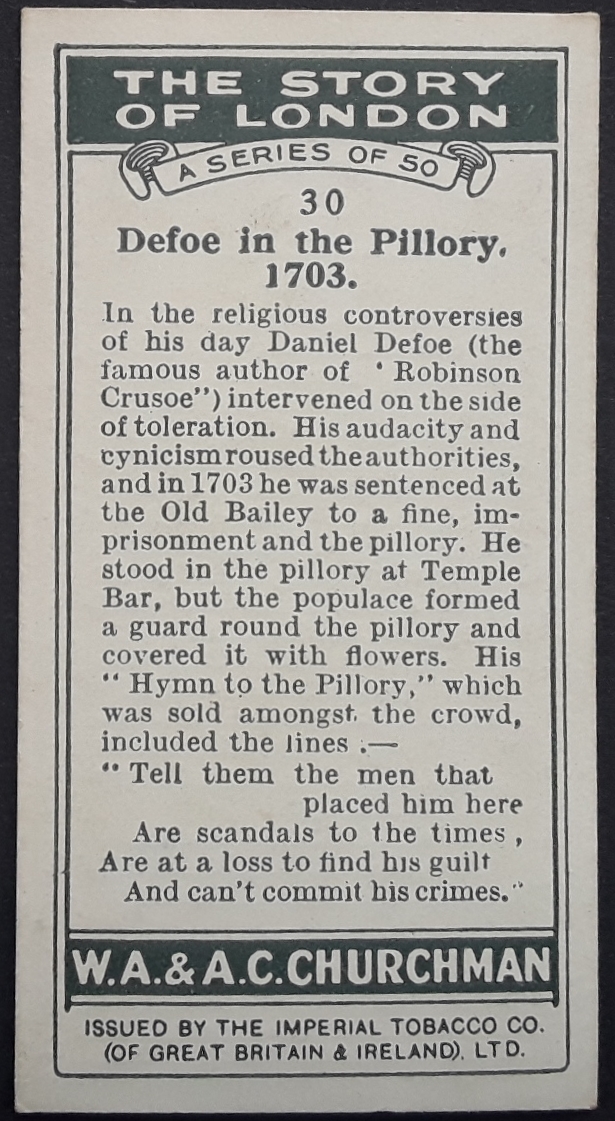 THE STORY
OF LONDON
A SERIES OF 50
30
Defoe in the Pillory.
1703.
In the religious controversies
of his day Daniel Defoe (the
famous author of ‘ Robinson
Crusoe”) intervened on the side
of toleration. His audacity and
cynicism roused the authorities,
and in 1703 he was sentenced at
the Old Bailey to a fine, im-
prisonment and the pillory. He
stood in the pillory at Temple
Bar, but the populace formed
a guard round the pillory and
covered it with flowers. His
“ Hymn to the Pillory,” which
was sold amongst the crowd,
included the lines :—
“ Tell them the men that
placed him here
Are scandals to the times,
Are at a loss to find his guilt
And can't commit his crimes.”
W.A. & A.C. CHURCHMAN
ISSUED BY THE IMPERIAL TOBACCO CO.
(OF GREAT BRITAIN & IRELAND), LTD.